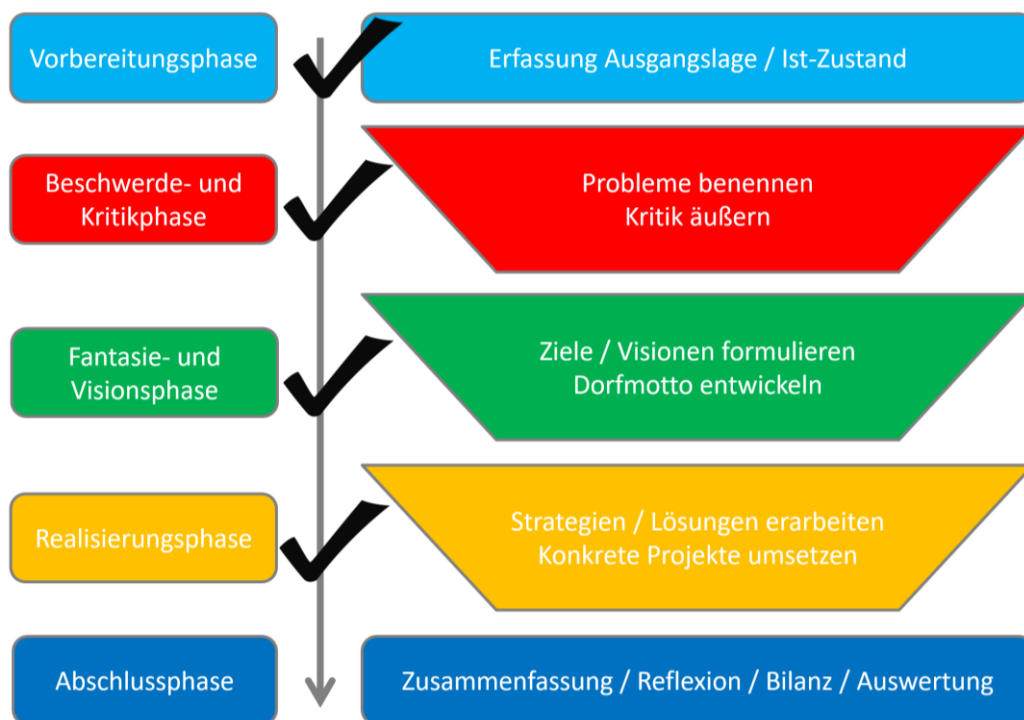 Vorbereitungsphase
Erfassung Ausgangslage / Ist-Zustand
Beschwerde- und
Kritikphase
Probleme benennen
Kritik äußern
Fantasie- und
Visionsphase
Ziele / Visionen formulieren
Dorfmotto entwickeln
Realisierungsphase
Strategien / Lösungen erarbeiten
Konkrete Projekte umsetzen
Abschlussphase
Zusammenfassung / Reflexion / Bilanz / Auswertung